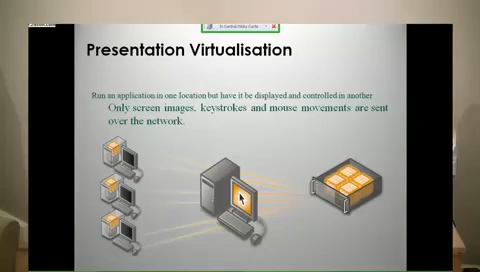 Presentation Virtualisation
Run an application in one location but have it be displayed and controlled in another
Only screen images, keystrokes and mouse movements are sent
over the network.